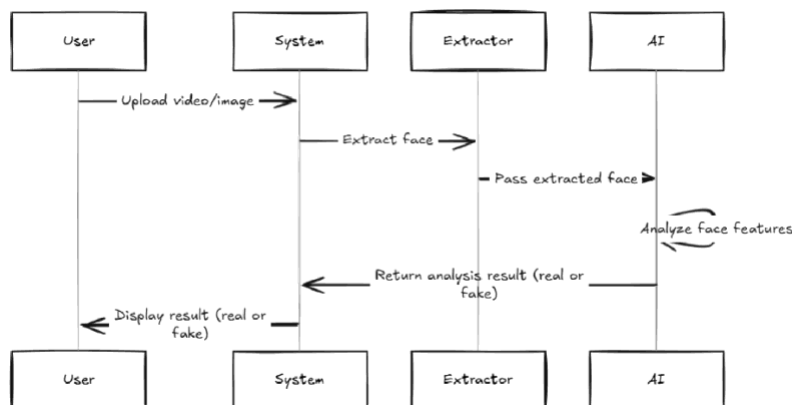 User System Extractor AI
Upload video/image
Extract face
Pass extracted face
Analyze face features
Return analysis result (real or
fake)
Display result (real or
fake)
User System Extractor AI